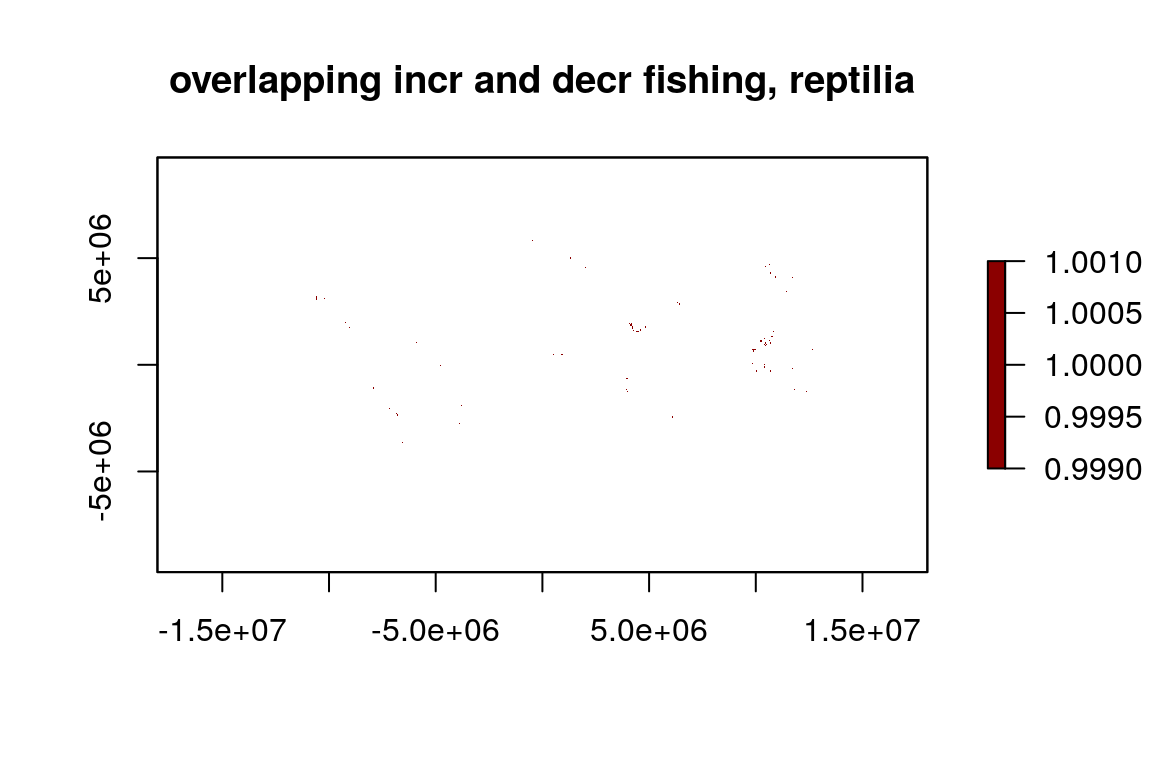 overlapping incr and decr fishing, reptilia
5e+06
-5e+06
-1.5e+07
-5.0e+06
5.0e+06
1.5e+07
1.0010
1.0005
1.0000
0.9995
0.9990